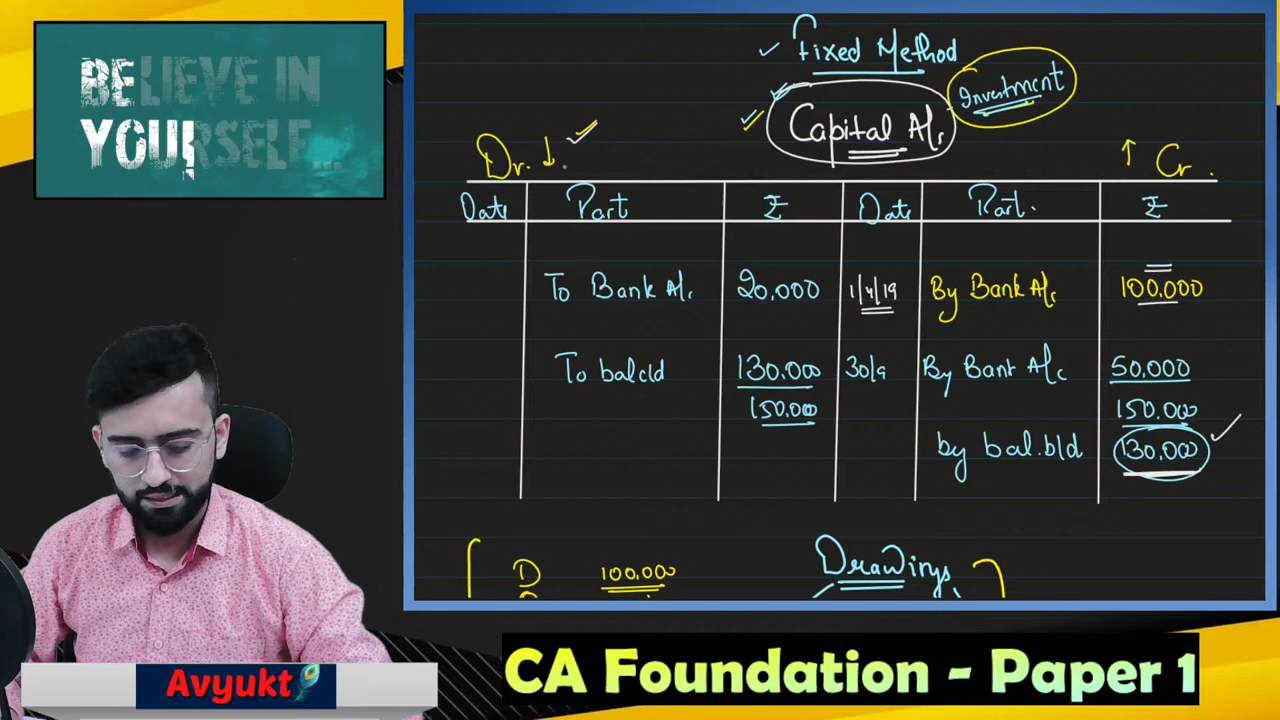 BELIEVE IN
YOURSELF...
Fixed Method
Capital A/c
Investment
Dr. ↓
↑ Cr.
Date Part ₹ Date Part. ₹
To Bank A/c 20,000 1/4/19 By Bank A/c 100,000
To bal c/d 130,000 30/9 By Bank A/c 50,000
150,000 150,000
by bal. b/d 130,000
D 100,000 Drawings
Avyukt
CA Foundation - Paper 1